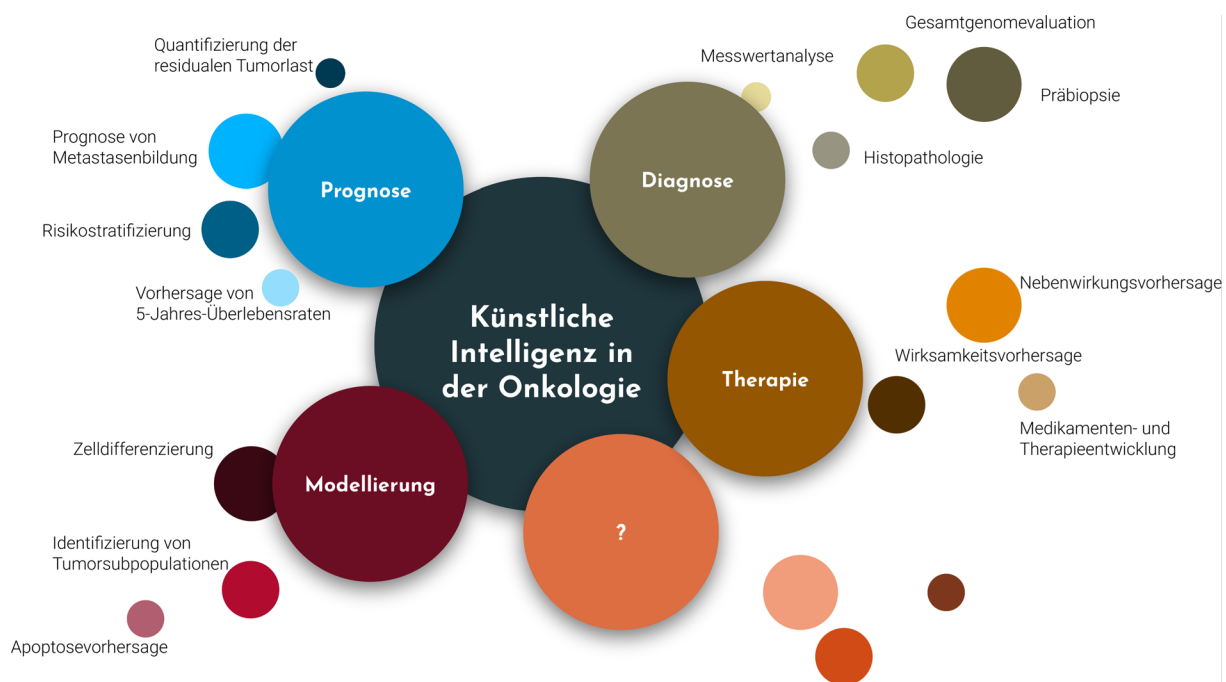 Quantifizierung der
residualen Tumorlast
Prognose von
Metastasenbildung
Risikostratifizierung
Vorhersage von
5-Jahres-Überlebensraten
Prognose
Gesamtgenomevaluation
Messwertanalyse
Präbiopsie
Histopathologie
Diagnose
Künstliche
Intelligenz in
der Onkologie
Nebenwirkungsvorhersage
Wirksamkeitsvorhersage
Medikamenten- und
Therapieentwicklung
Therapie
Zelldifferenzierung
Modellierung
Identifizierung von
Tumorsubpopulationen
Apoptosevorhersage
?